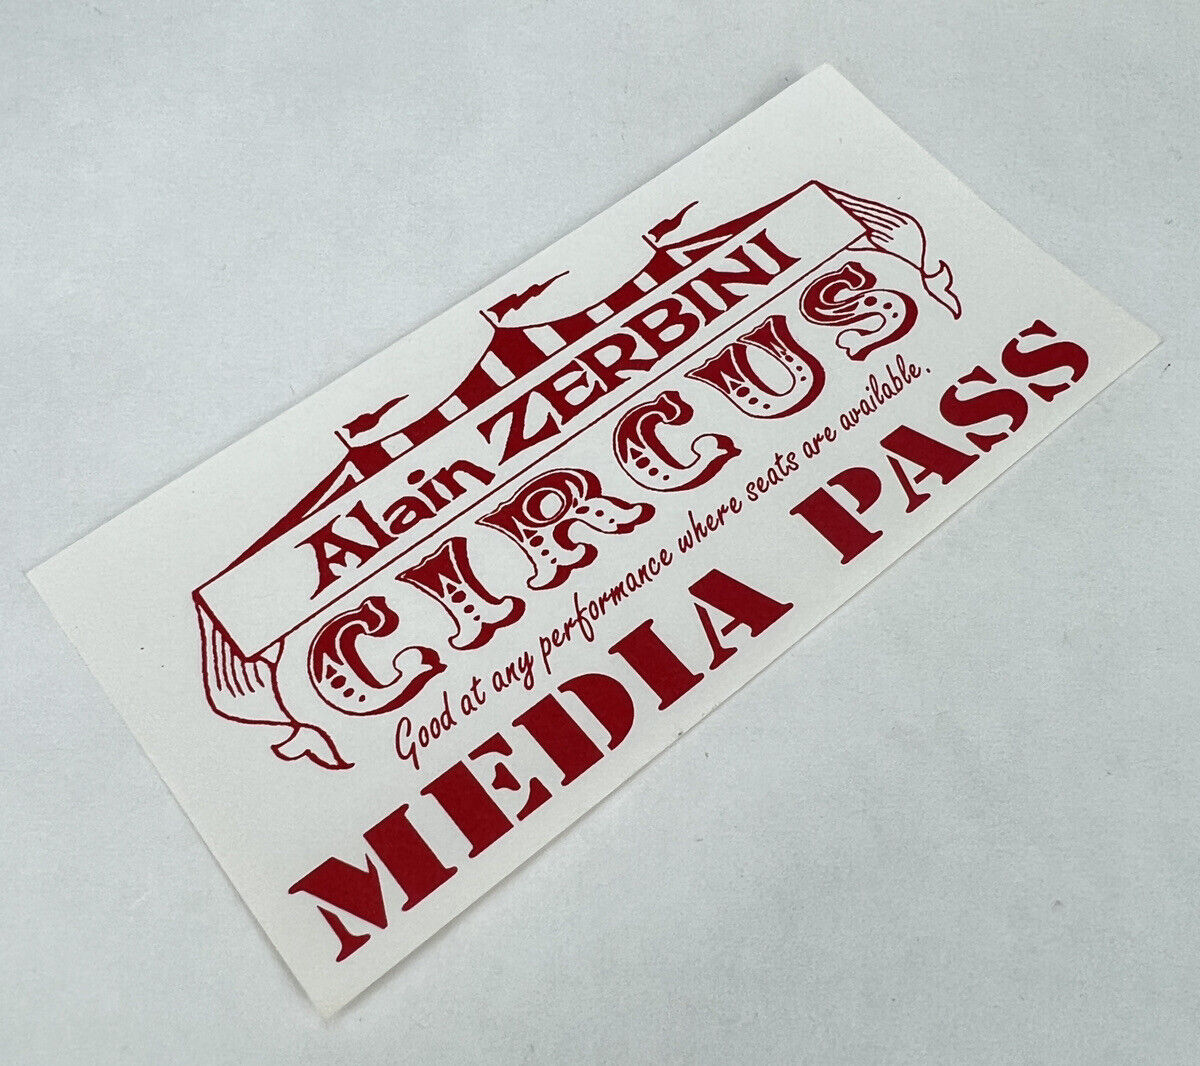 Alain ZERBINI
CIRCUS
Good at any performance where seats are available.
MEDIA PASS